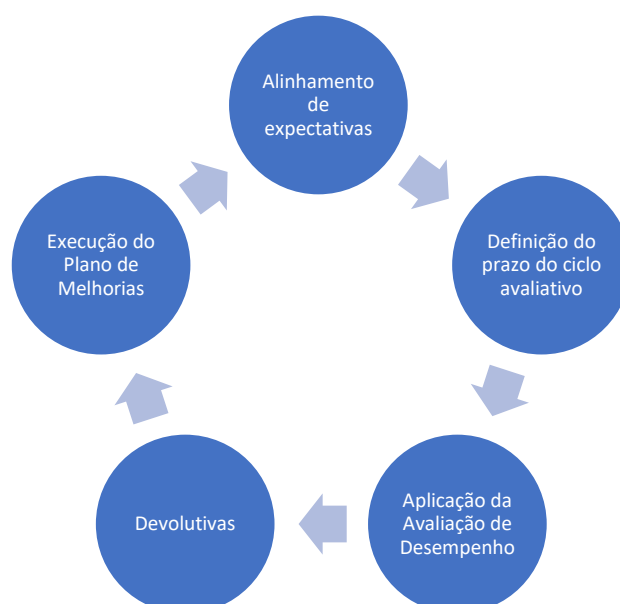 Alinhamento
de
expectativas
Definição do
prazo do ciclo
avaliativo
Aplicação da
Avaliação de
Desempenho
Devolutivas
Execução do
Plano de
Melhorias